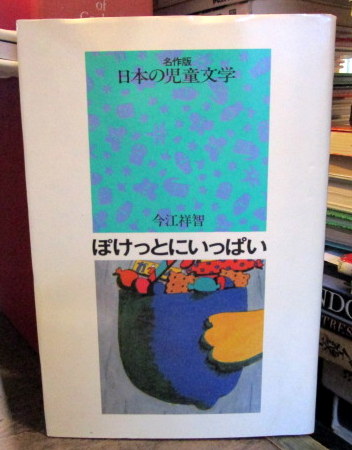 名作版
日本の児童文学
今江祥智
ぽけっとにいっぱい
of